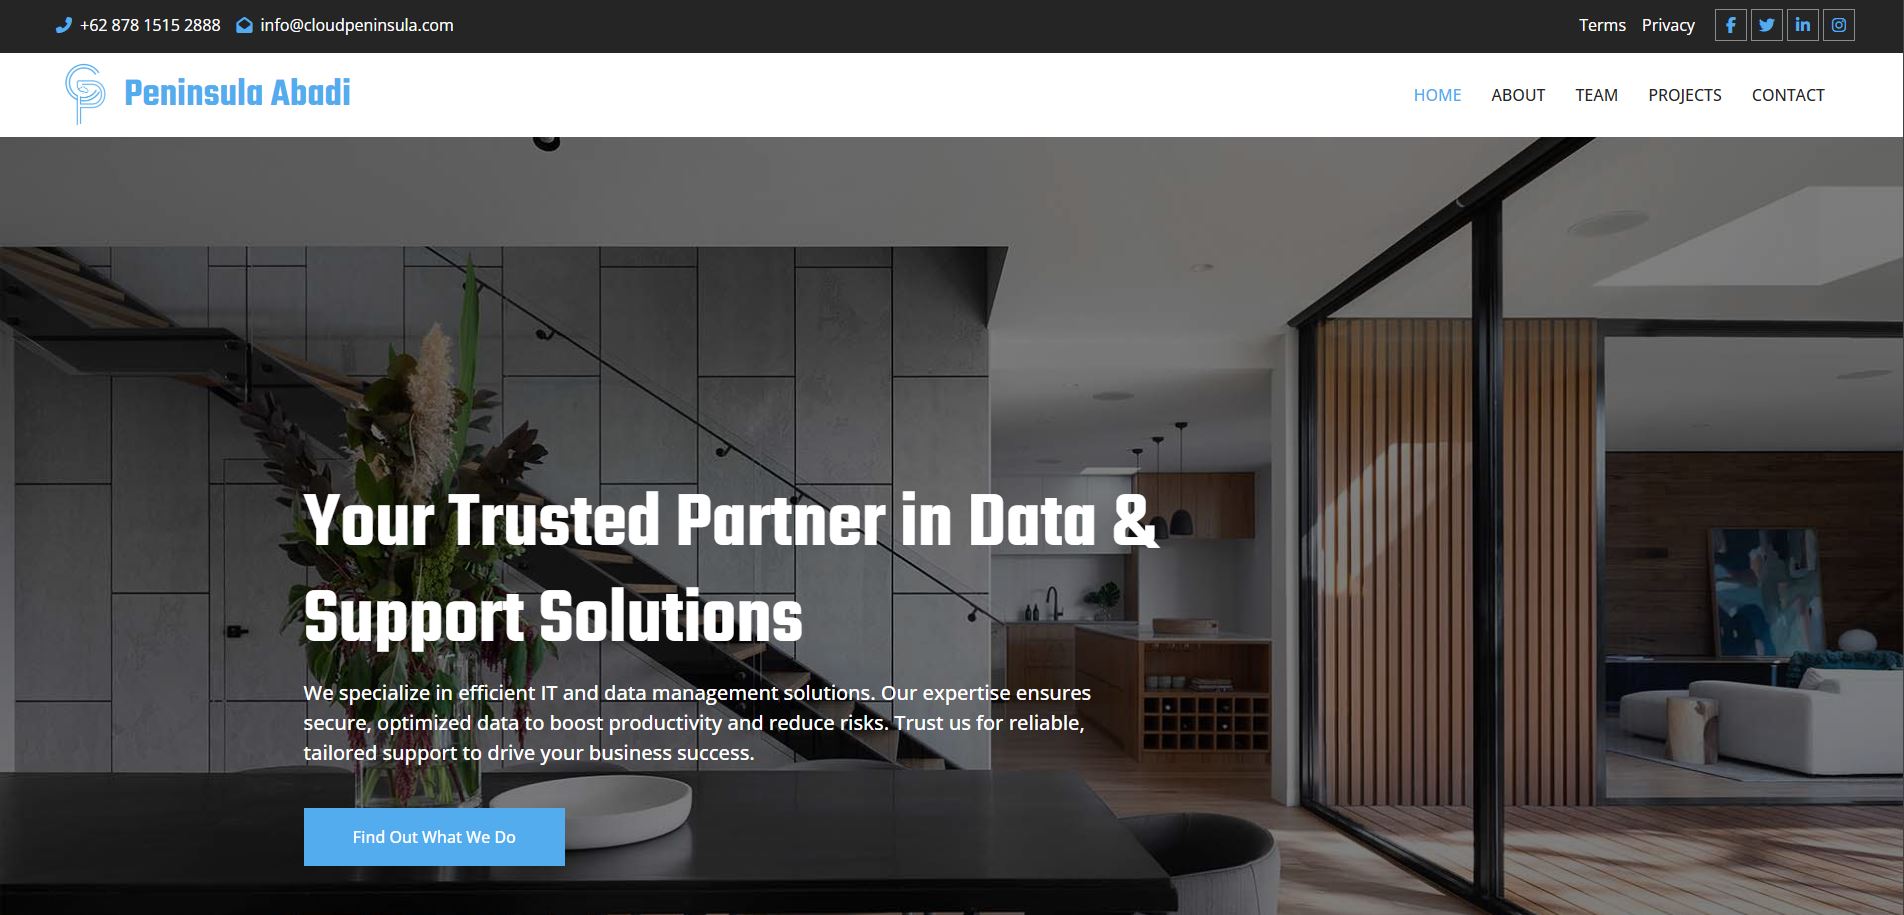 +62 878 1515 2888 info@cloudpeninsula.com Terms Privacy
Peninsula Abadi HOME ABOUT TEAM PROJECTS CONTACT
Your Trusted Partner in Data &
Support Solutions
We specialize in efficient IT and data management solutions. Our expertise ensures
secure, optimized data to boost productivity and reduce risks. Trust us for reliable,
tailored support to drive your business success.
Find Out What We Do